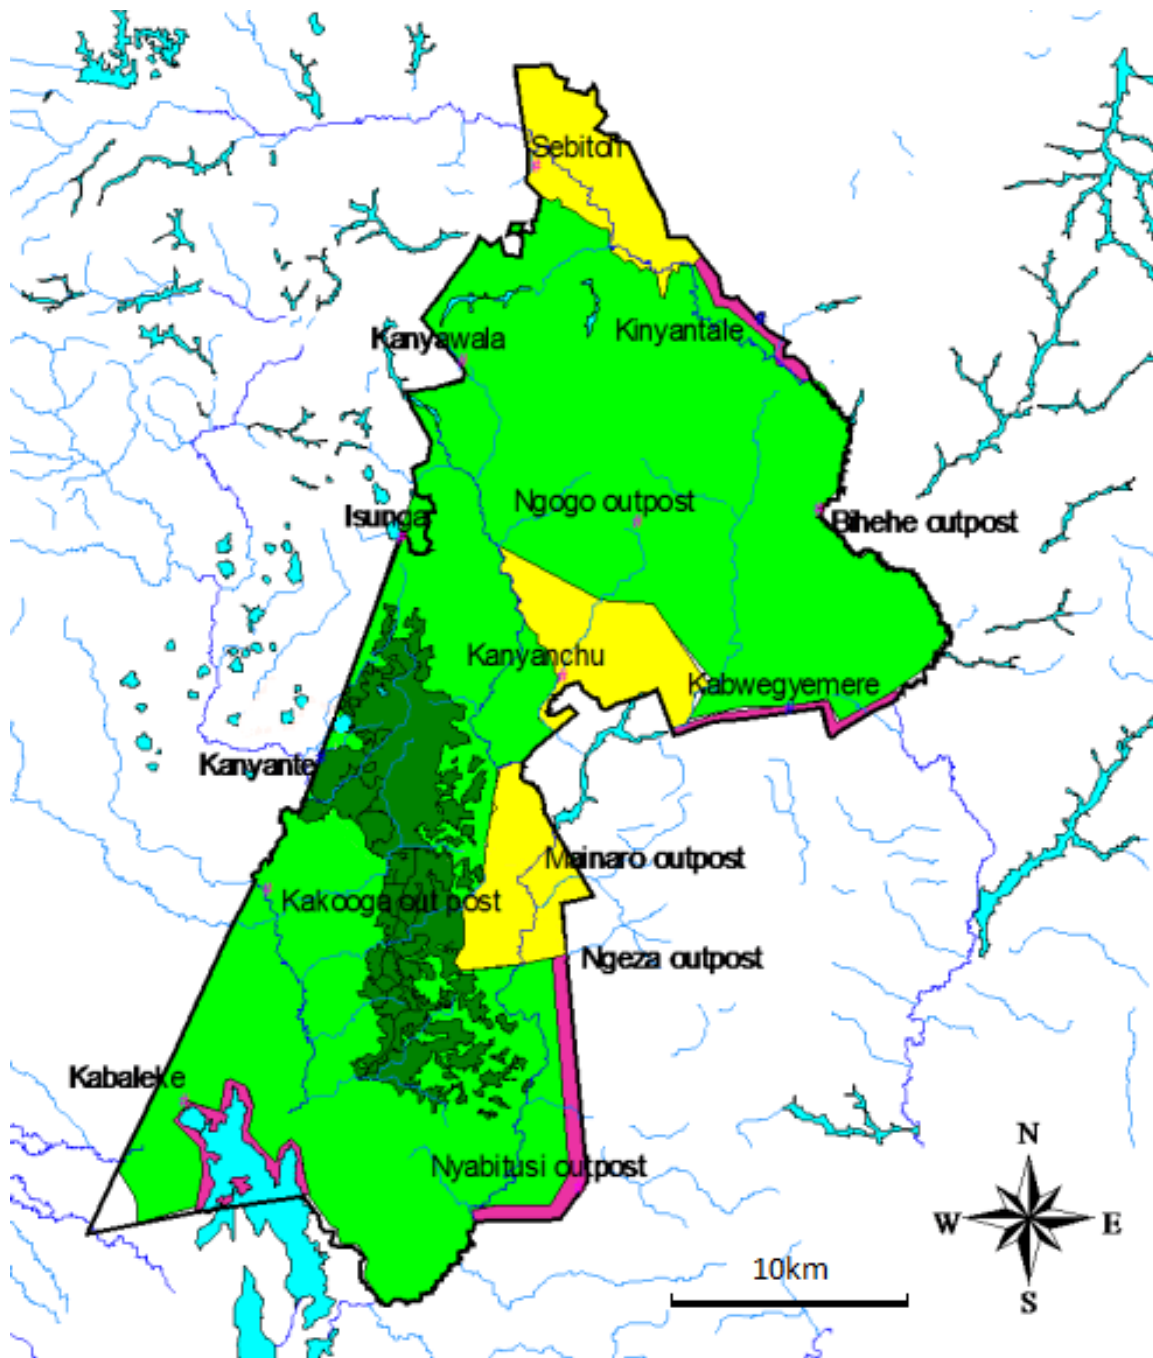 Sebitoli
Kinyantale
Kanyawala
Ngogo outpost
Isunga
Bihehe outpost
Kanyanchu
Kabwegyemere
Kanyante
Mainaro outpost
Kakooga out post
Ngeza outpost
Kabaleke
Nyabitusi outpost
N
W
E
S
10km